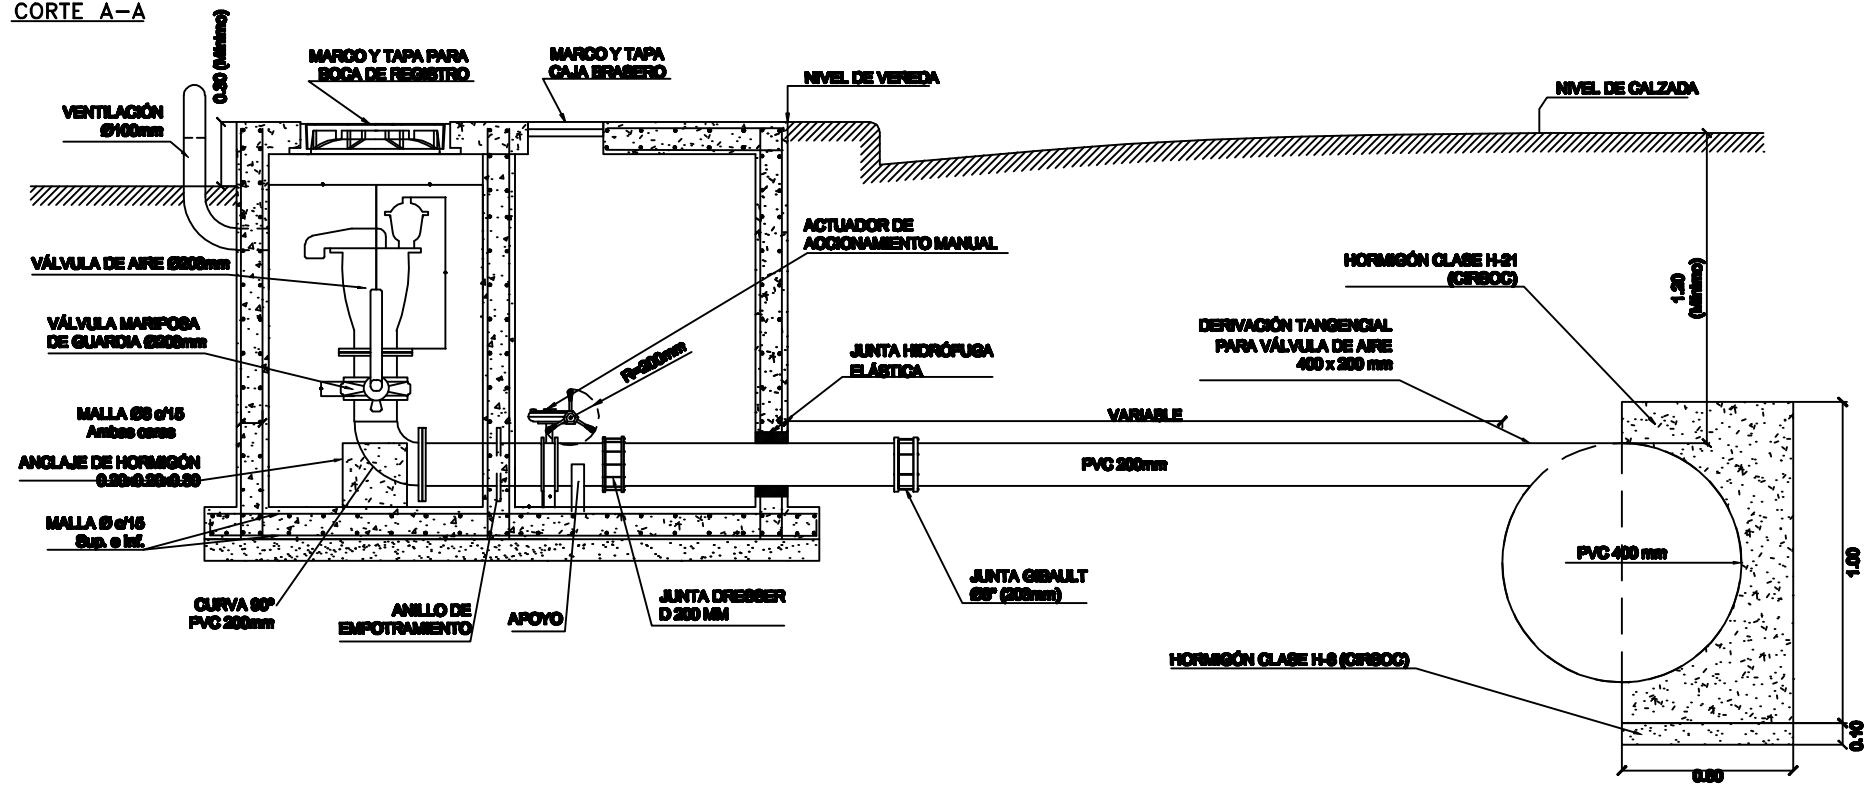 CORTE A-A
0.30 (Mínimo)
MARCO Y TAPA PARA
BOCA DE REGISTRO
MARCO Y TAPA
CAJA BRASERO
NIVEL DE VEREDA
NIVEL DE CALZADA
VENTILACIÓN
Ø100mm
ACTUADOR DE
ACCIONAMIENTO MANUAL
VÁLVULA DE AIRE Ø200mm
HORMIGÓN CLASE H-21
(CIRSOC)
1.20
(Mínimo)
VÁLVULA MARIPOSA
DE GUARDIA Ø200mm
DERIVACIÓN TANGENCIAL
PARA VÁLVULA DE AIRE
400 x 200 mm
R=200mm
JUNTA HIDRÓFUGA
ELÁSTICA
MALLA Ø8 c/15
Ambas caras
VARIABLE
ANCLAJE DE HORMIGÓN
0.20x0.20x0.30
PVC 200mm
MALLA Ø c/15
Sup. e Inf.
PVC 400 mm
1.00
CURVA 90°
PVC 200mm
ANILLO DE
EMPOTRAMIENTO
APOYO
JUNTA DRESSER
D 200 MM
JUNTA GIBAULT
Ø8" (200mm)
HORMIGÓN CLASE H-8 (CIRSOC)
0.10